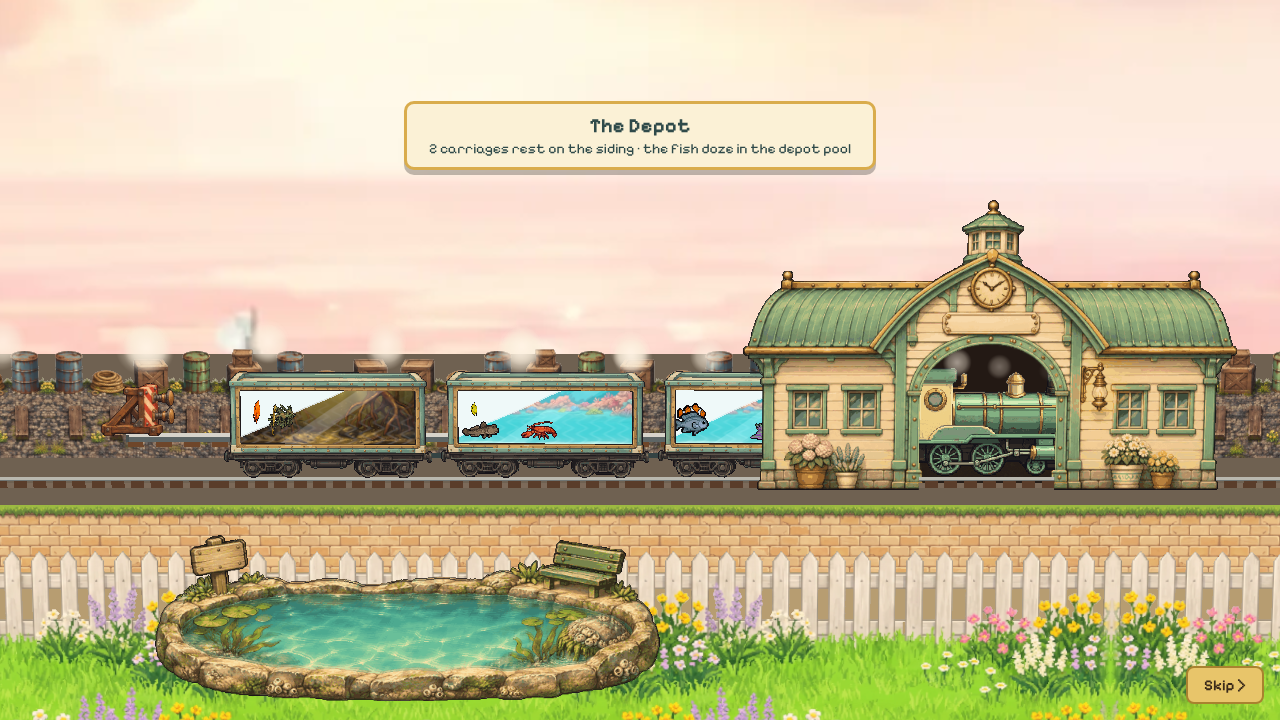 The Depot
2 carriages rest on the siding · the fish doze in the depot pool
Skip >